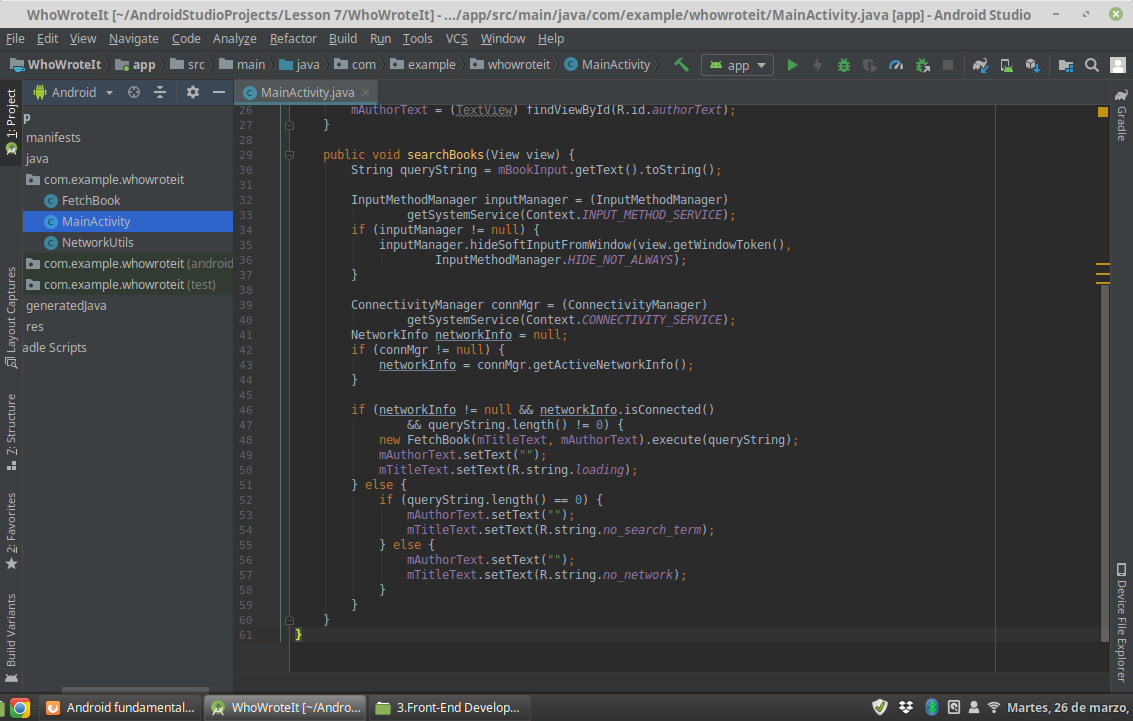 WhoWroteIt [~/AndroidStudioProjects/Lesson 7/WhoWroteIt] - .../app/src/main/java/com/example/whowroteit/MainActivity.java [app] - Android Studio
File Edit View Navigate Code Analyze Refactor Build Run Tools VCS Window Help
WhoWroteIt app src main java com example whowroteit MainActivity app
1: Project
Layout Captures
7: Structure
2: Favorites
Build Variants
Android
p
manifests
java
com.example.whowroteit
FetchBook
MainActivity
NetworkUtils
com.example.whowroteit (android
com.example.whowroteit (test)
generatedJava
res
adle Scripts
MainActivity.java
26 mAuthorText = (TextView) findViewById(R.id.authorText);
27 }
28
29 public void searchBooks(View view) {
30 String queryString = mBookInput.getText().toString();
31
32 InputMethodManager inputManager = (InputMethodManager)
33 getSystemService(Context.INPUT_METHOD_SERVICE);
34 if (inputManager != null) {
35 inputManager.hideSoftInputFromWindow(view.getWindowToken(),
36 InputMethodManager.HIDE_NOT_ALWAYS);
37 }
38
39 ConnectivityManager connMgr = (ConnectivityManager)
40 getSystemService(Context.CONNECTIVITY_SERVICE);
41 NetworkInfo networkInfo = null;
42 if (connMgr != null) {
43 networkInfo = connMgr.getActiveNetworkInfo();
44 }
45
46 if (networkInfo != null && networkInfo.isConnected()
47 && queryString.length() != 0) {
48 new FetchBook(mTitleText, mAuthorText).execute(queryString);
49 mAuthorText.setText("");
50 mTitleText.setText(R.string.loading);
51 } else {
52 if (queryString.length() == 0) {
53 mAuthorText.setText("");
54 mTitleText.setText(R.string.no_search_term);
55 } else {
56 mAuthorText.setText("");
57 mTitleText.setText(R.string.no_network);
58 }
59 }
60 }
61 }
Gradle
Device File Explorer
Android fundamental... WhoWroteIt [~/Andro... 3.Front-End Develop... Martes, 26 de marzo,